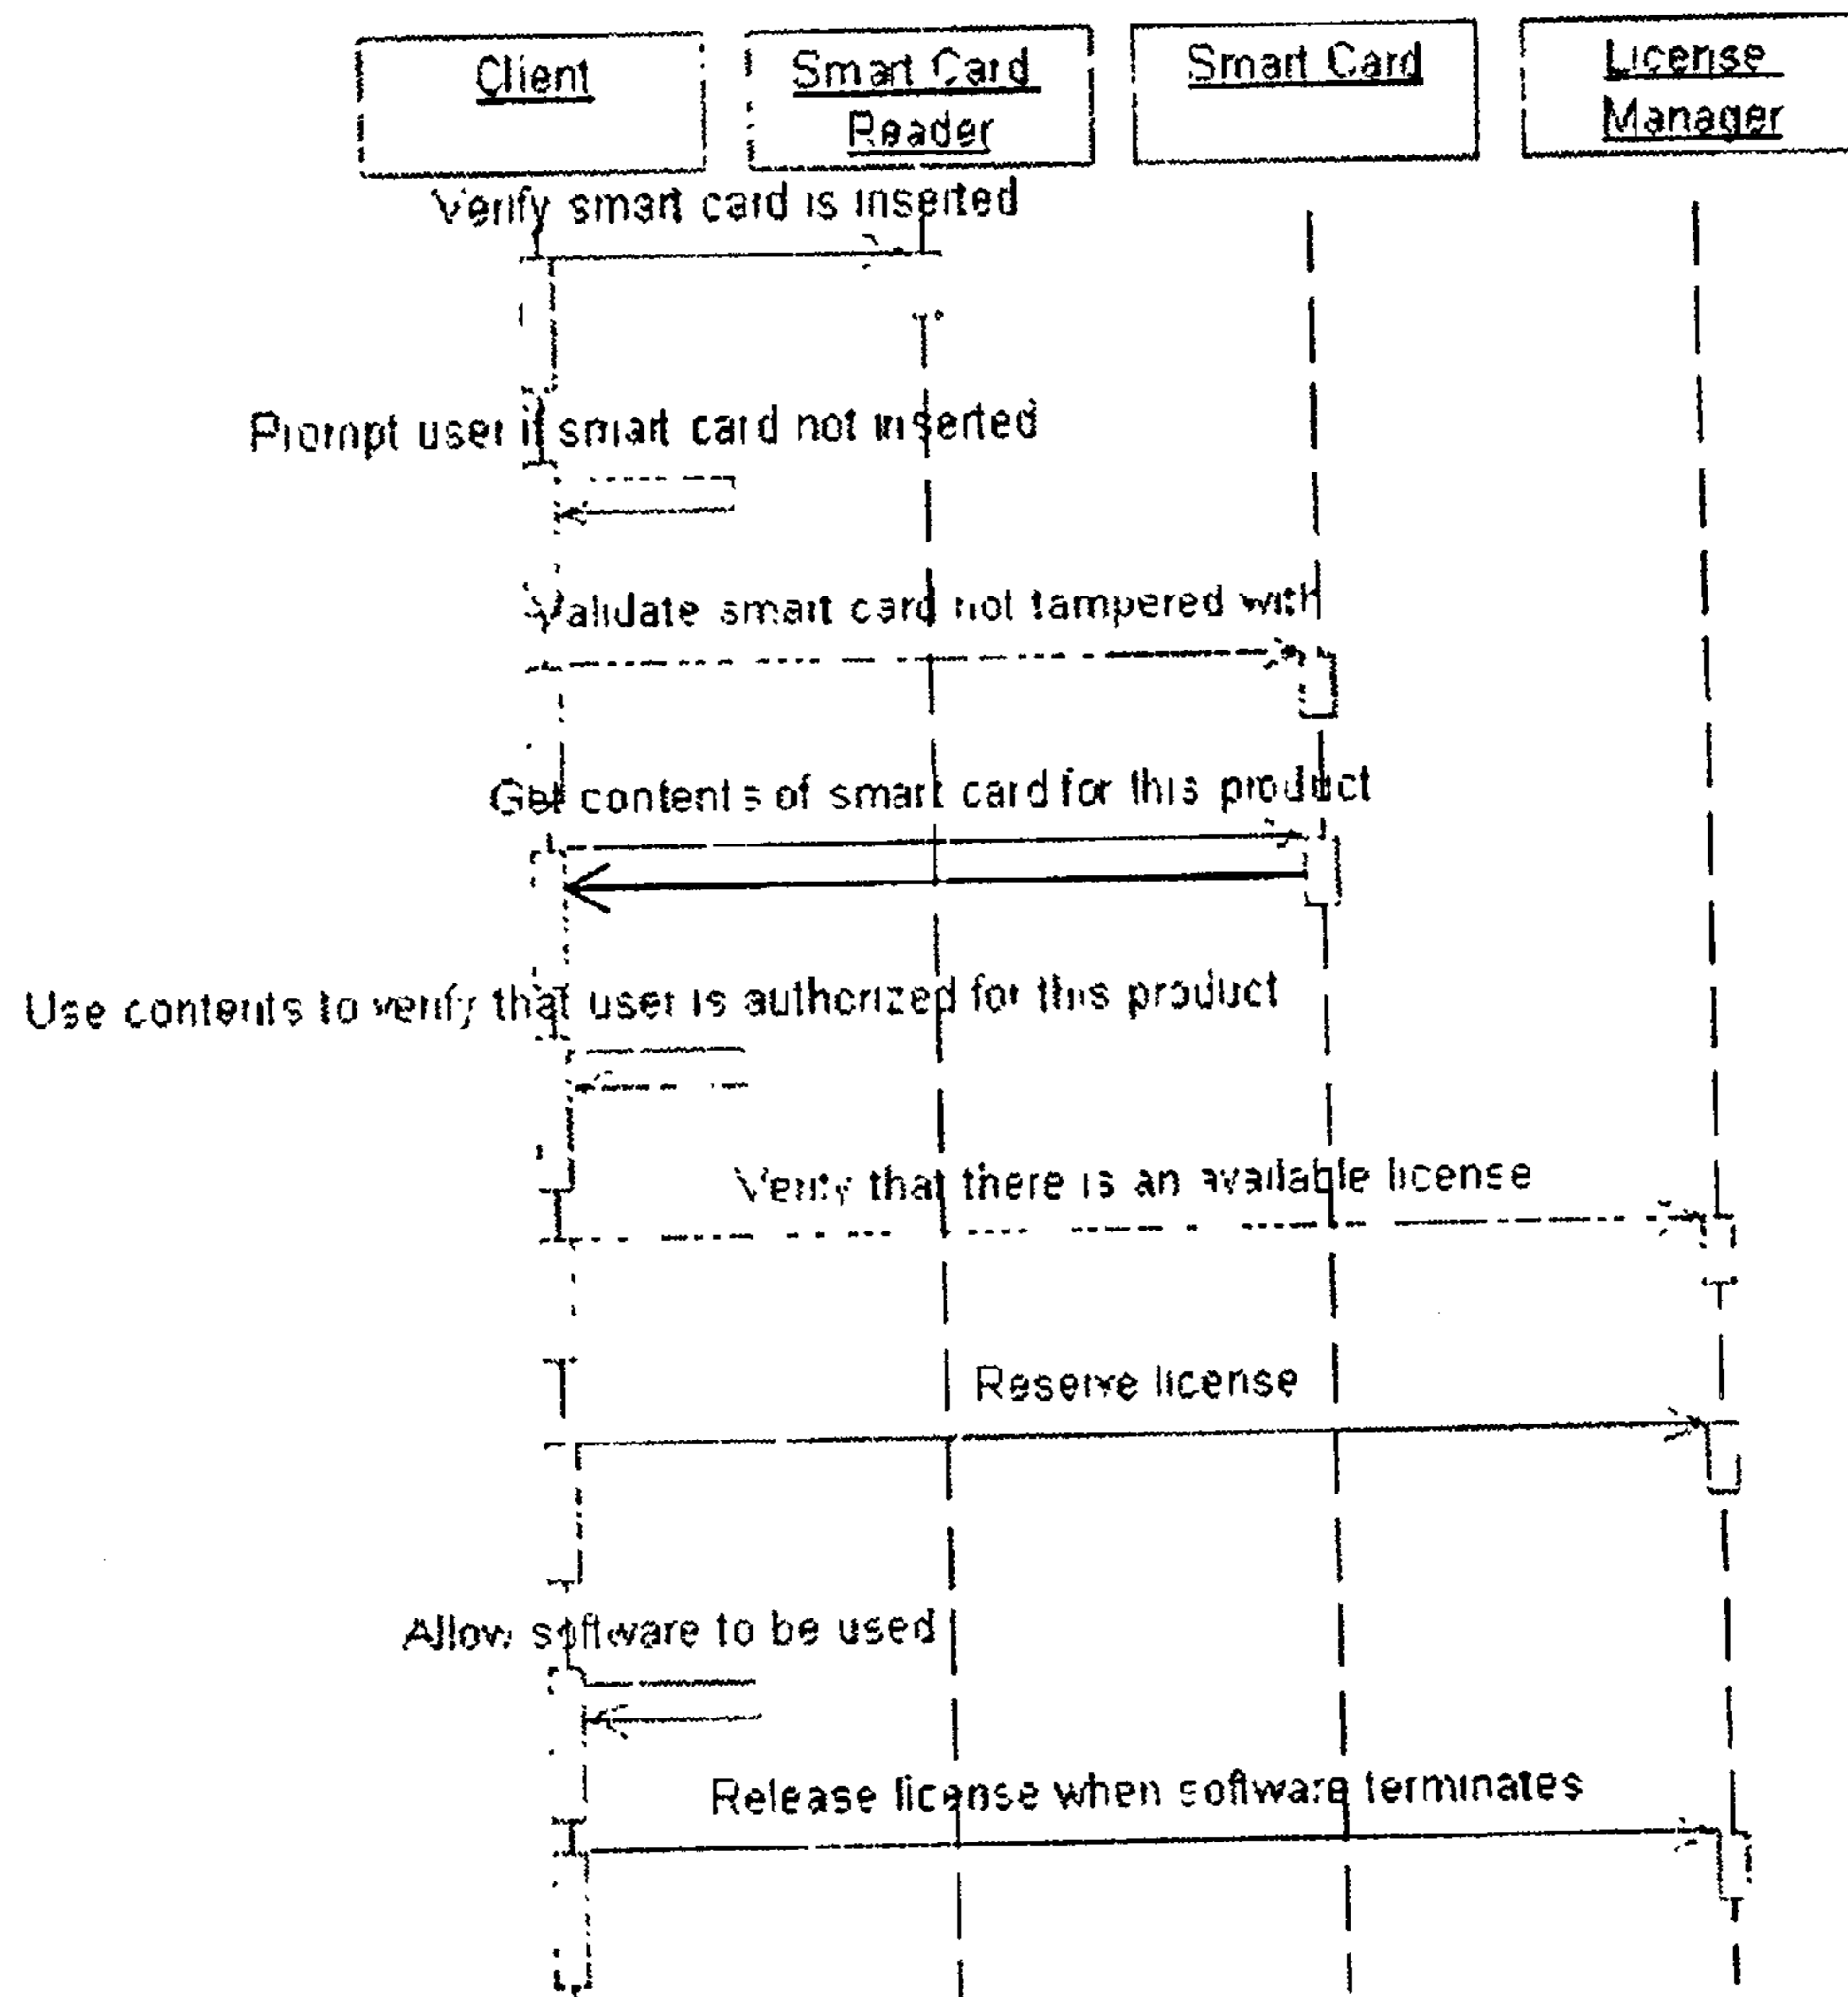 Client
Smart Card
Reader
Smart Card
License
Manager
Verify smart card is inserted
Prompt user if smart card not inserted
Validate smart card not tampered with
Get contents of smart card for this product
Use contents to verify that user is authorized for this product
Verify that there is an available license
Reserve license
Allow software to be used
Release license when software terminates